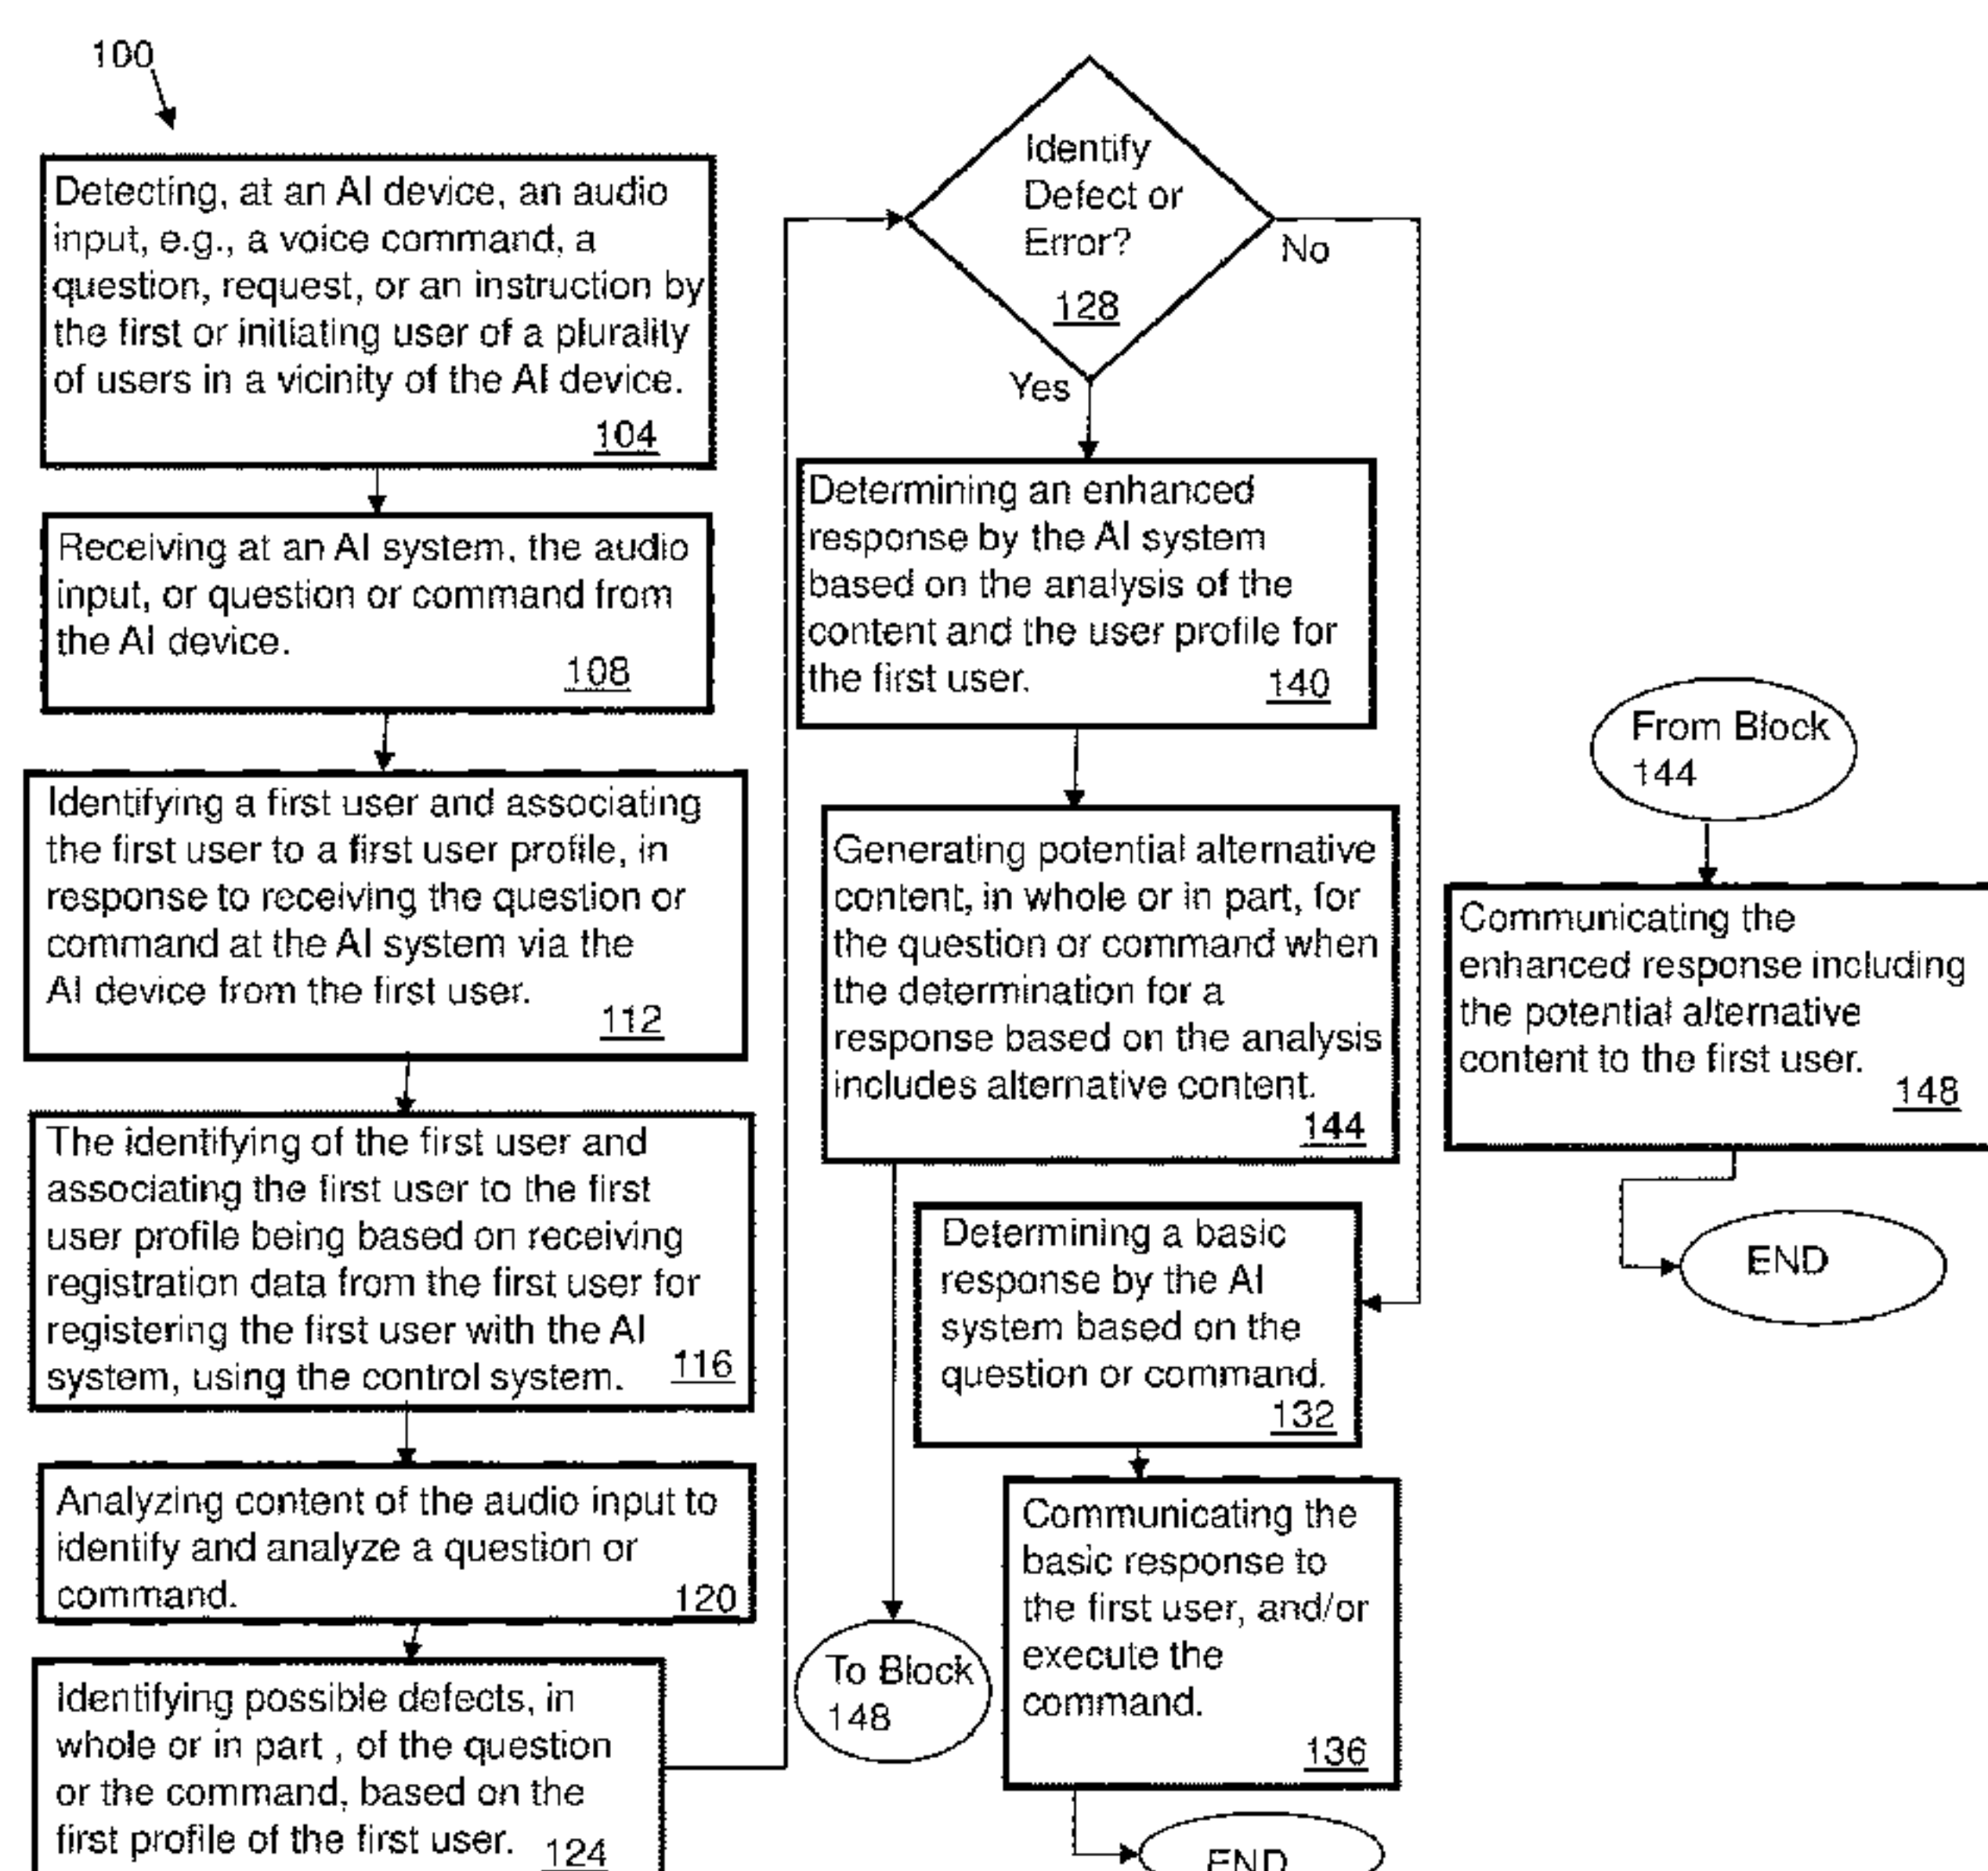 100
Detecting, at an AI device, an audio
input, e.g., a voice command, a
question, request, or an instruction by
the first or initiating user of a plurality
of users in a vicinity of the AI device.
104
Receiving at an AI system, the audio
input, or question or command from
the AI device.
108
Identifying a first user and associating
the first user to a first user profile, in
response to receiving the question or
command at the AI system via the
AI device from the first user.
112
The identifying of the first user and
associating the first user to the first
user profile being based on receiving
registration data from the first user for
registering the first user with the AI
system, using the control system.
116
Analyzing content of the audio input to
identify and analyze a question or
command.
120
Identifying possible defects, in
whole or in part , of the question
or the command, based on the
first profile of the first user.
124
Identify
Defect or
Error?
128
No
Yes
Determining an enhanced
response by the AI system
based on the analysis of the
content and the user profile for
the first user.
140
Generating potential alternative
content, in whole or in part, for
the question or command when
the determination for a
response based on the analysis
includes alternative content.
144
To Block
148
Determining a basic
response by the AI
system based on the
question or command.
132
Communicating the
basic response to
the first user, and/or
execute the
command.
136
END
From Block
144
Communicating the
enhanced response including
the potential alternative
content to the first user.
148
END